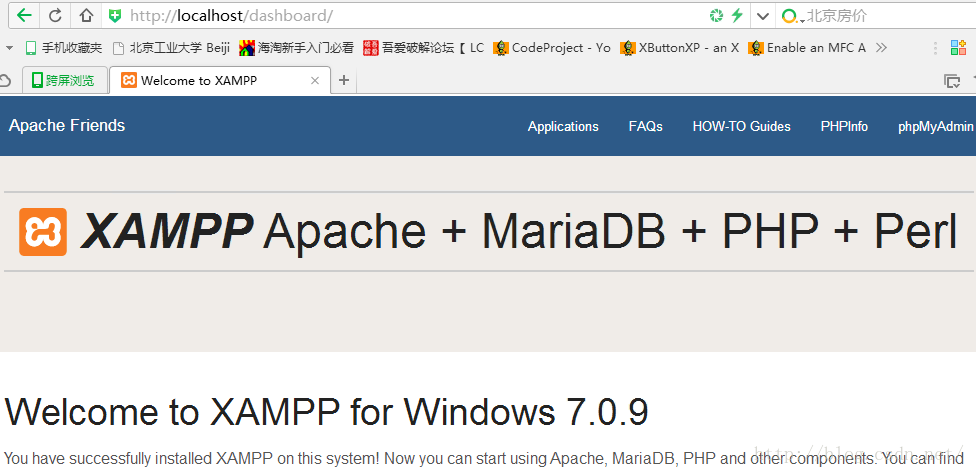 http://localhost/dashboard/ 北京房价
手机收藏夹 北京工业大学 Beiji 海淘新手入门必看 吾爱破解论坛【 LC CodeProject - Yo XButtonXP - an X Enable an MFC A
跨屏浏览 Welcome to XAMPP
Apache Friends Applications FAQs HOW-TO Guides PHPInfo phpMyAdmin
XAMPP Apache + MariaDB + PHP + Perl
Welcome to XAMPP for Windows 7.0.9
You have successfully installed XAMPP on this system! Now you can start using Apache, MariaDB, PHP and other components. You can find
http://blog.csdn.net/